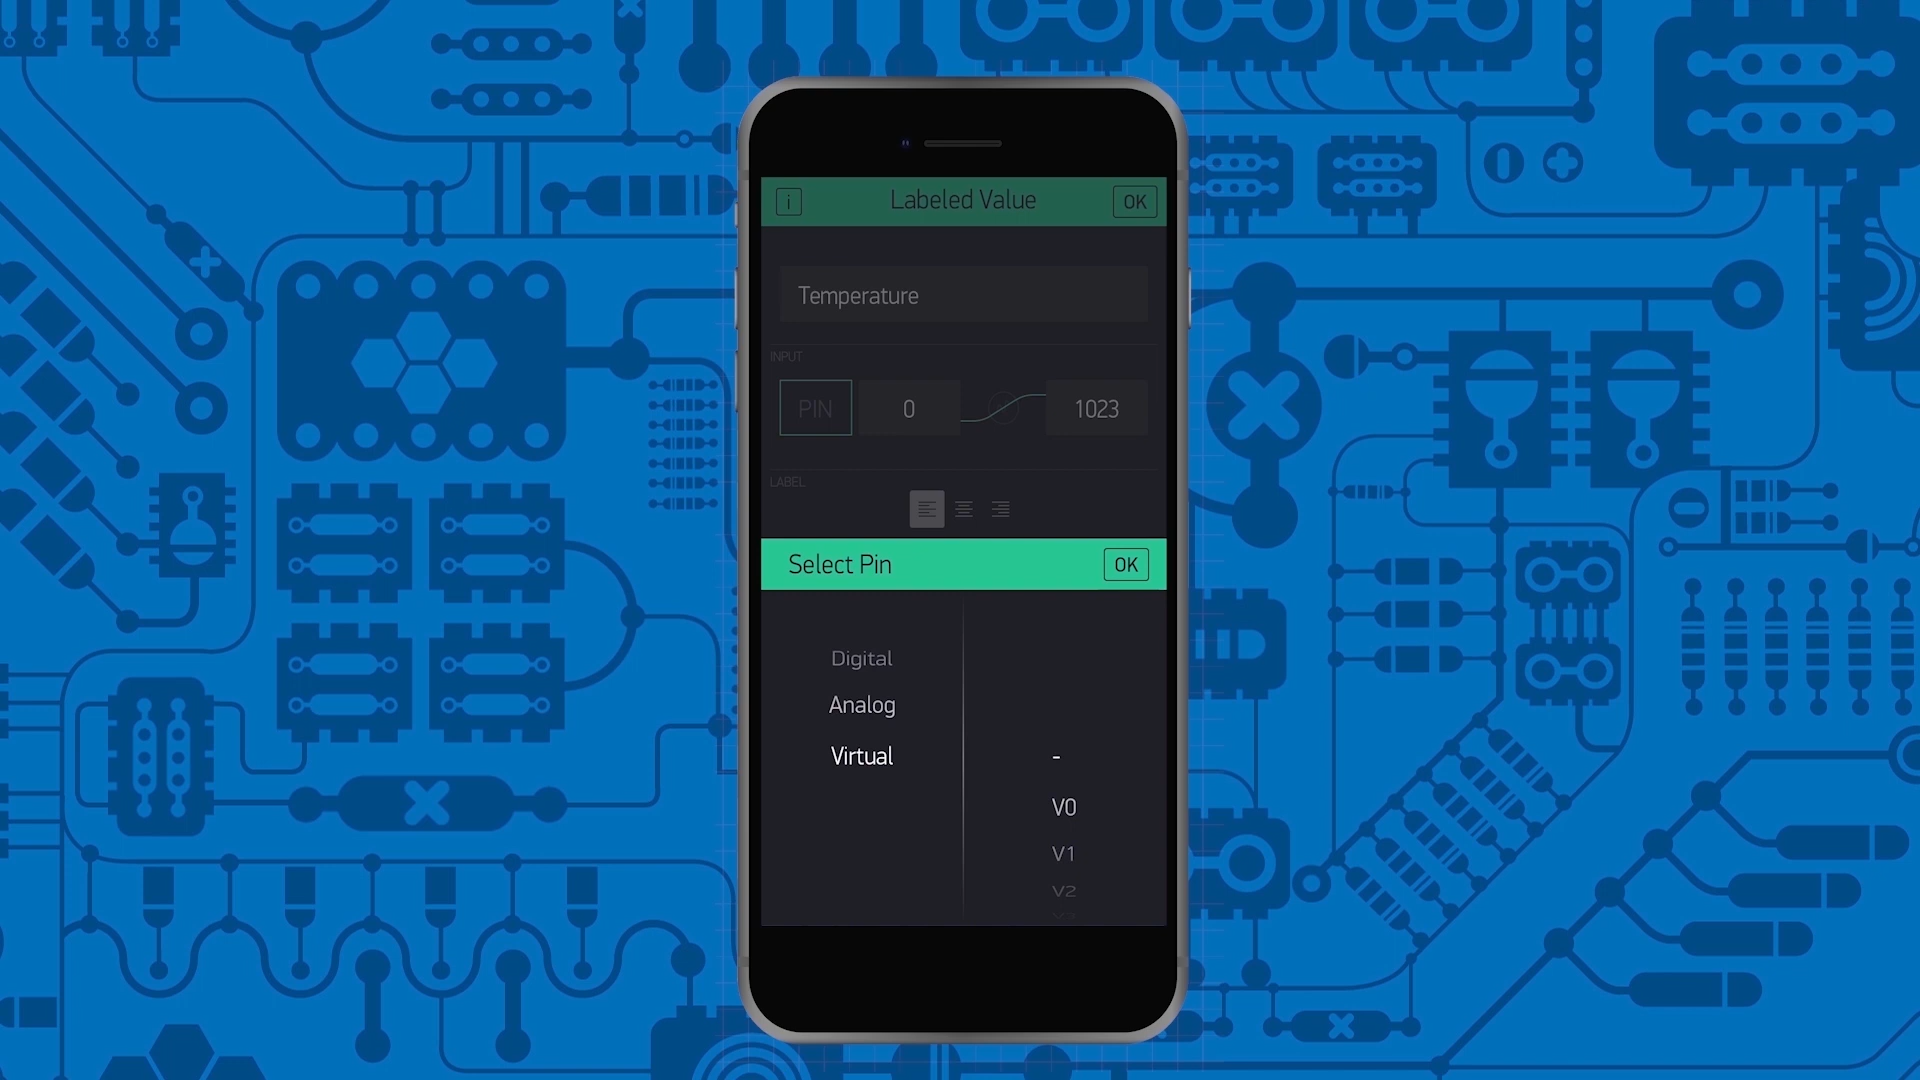 i
Labeled Value
OK
Temperature
INPUT
PIN
0
1023
LABEL
Select Pin
OK
Digital
Analog
Virtual
-
V0
V1
V2